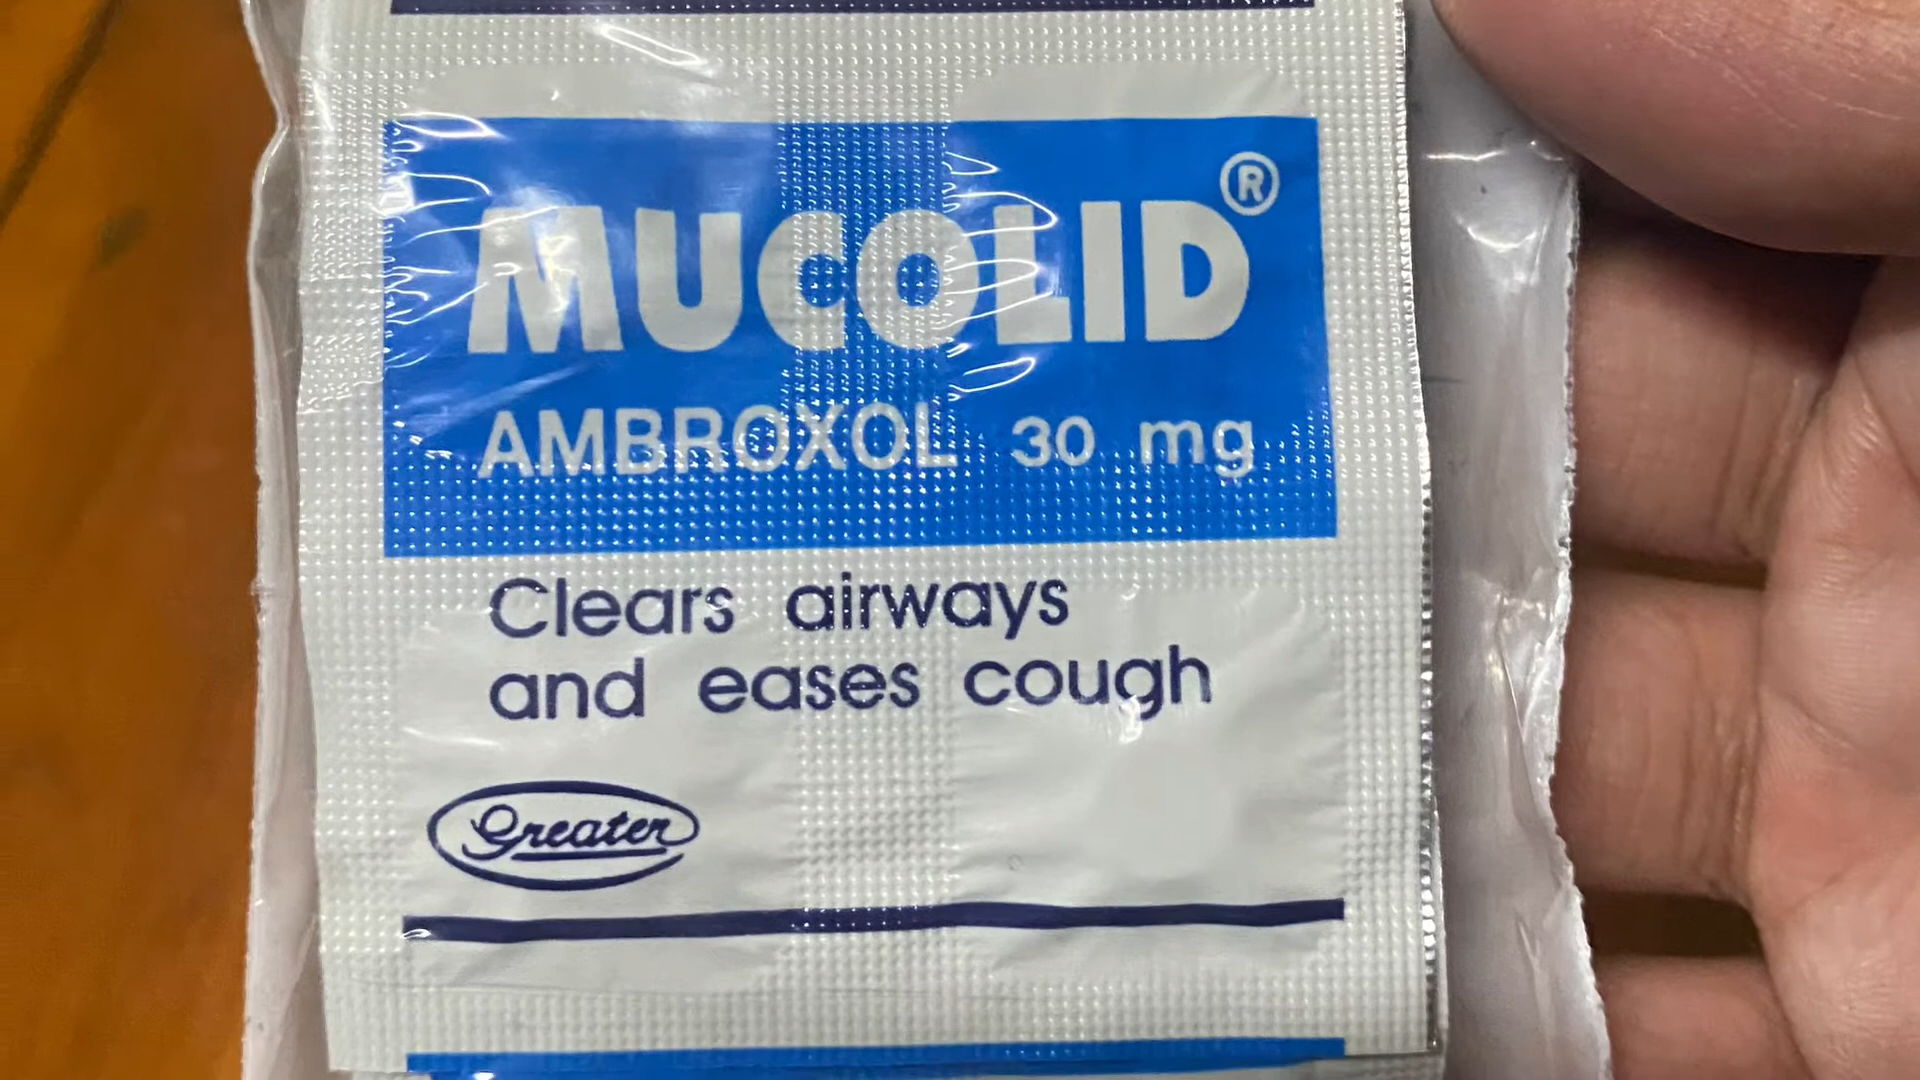 MUCOLID®
AMBROXOL 30 mg
Clears airways
and eases cough
Greater